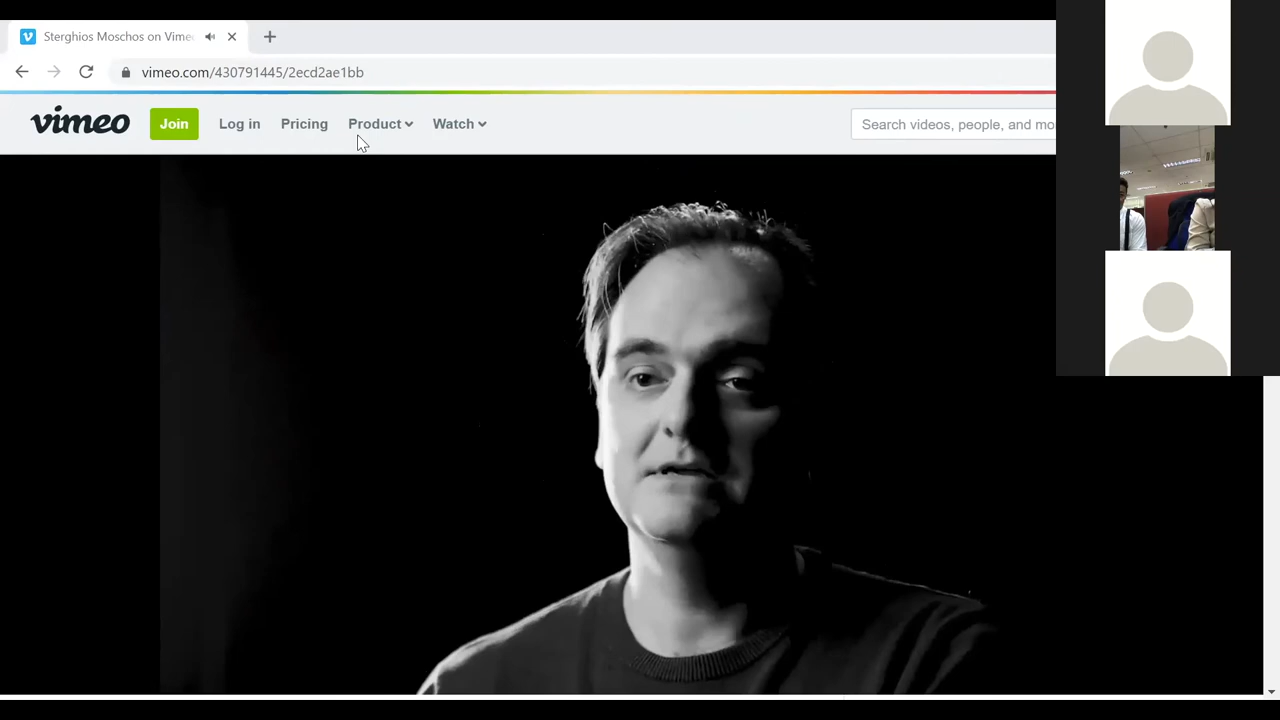 Sterghios Moschos on Vime
vimeo.com/430791445/2ecd2ae1bb
vimeo Join Log in Pricing Product Watch Search videos, people, and mo